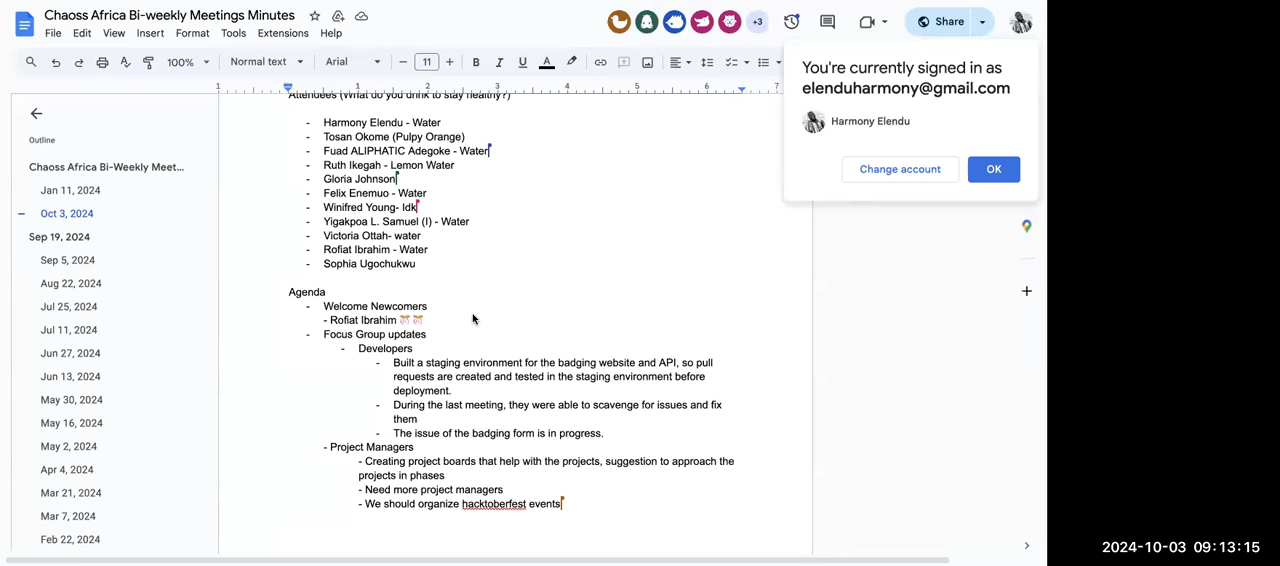 Chaoss Africa Bi-weekly Meetings Minutes
File Edit View Insert Format Tools Extensions Help
+3
Share
100%
Normal text
Arial
11
B I U A
1 1 2 3 4 5 6 7
You're currently signed in as
elenduharmony@gmail.com
Harmony Elendu
Change account
OK
Outline
Chaoss Africa Bi-Weekly Meet...
Jan 11, 2024
Oct 3, 2024
Sep 19, 2024
Sep 5, 2024
Aug 22, 2024
Jul 25, 2024
Jul 11, 2024
Jun 27, 2024
Jun 13, 2024
May 30, 2024
May 16, 2024
May 2, 2024
Apr 4, 2024
Mar 21, 2024
Mar 7, 2024
Feb 22, 2024
Attendees (What do you drink to stay healthy?)
- Harmony Elendu - Water
- Tosan Okome (Pulpy Orange)
- Fuad ALIPHATIC Adegoke - Water
- Ruth Ikegah - Lemon Water
- Gloria Johnson
- Felix Enemuo - Water
- Winifred Young- Idk
- Yigakpoa L. Samuel (I) - Water
- Victoria Ottah- water
- Rofiat Ibrahim - Water
- Sophia Ugochukwu
Agenda
- Welcome Newcomers
- Rofiat Ibrahim
- Focus Group updates
- Developers
- Built a staging environment for the badging website and API, so pull
requests are created and tested in the staging environment before
deployment.
- During the last meeting, they were able to scavenge for issues and fix
them
- The issue of the badging form is in progress.
- Project Managers
- Creating project boards that help with the projects, suggestion to approach the
projects in phases
- Need more project managers
- We should organize hacktoberfest events
2024-10-03 09:13:15